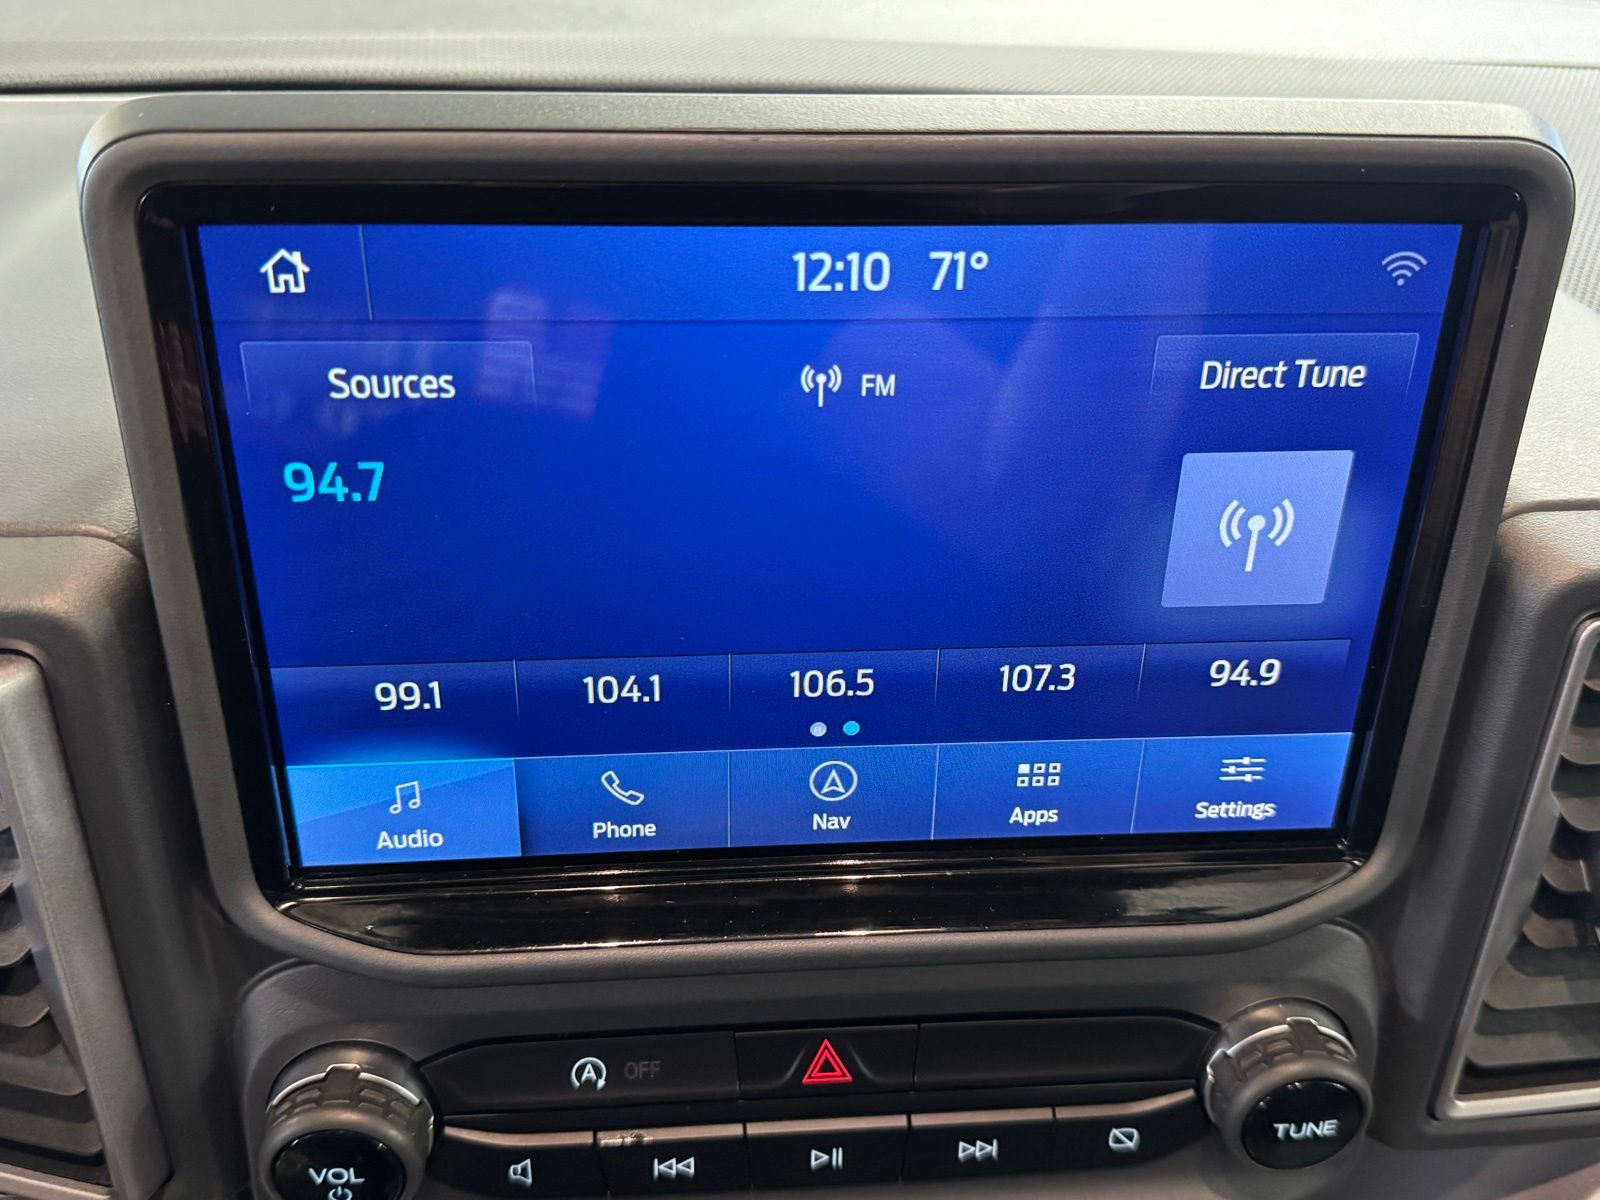 12:10 71°
Sources FM Direct Tune
94.7
99.1 104.1 106.5 107.3 94.9
Audio Phone Nav Apps Settings
A OFF
VOL TUNE